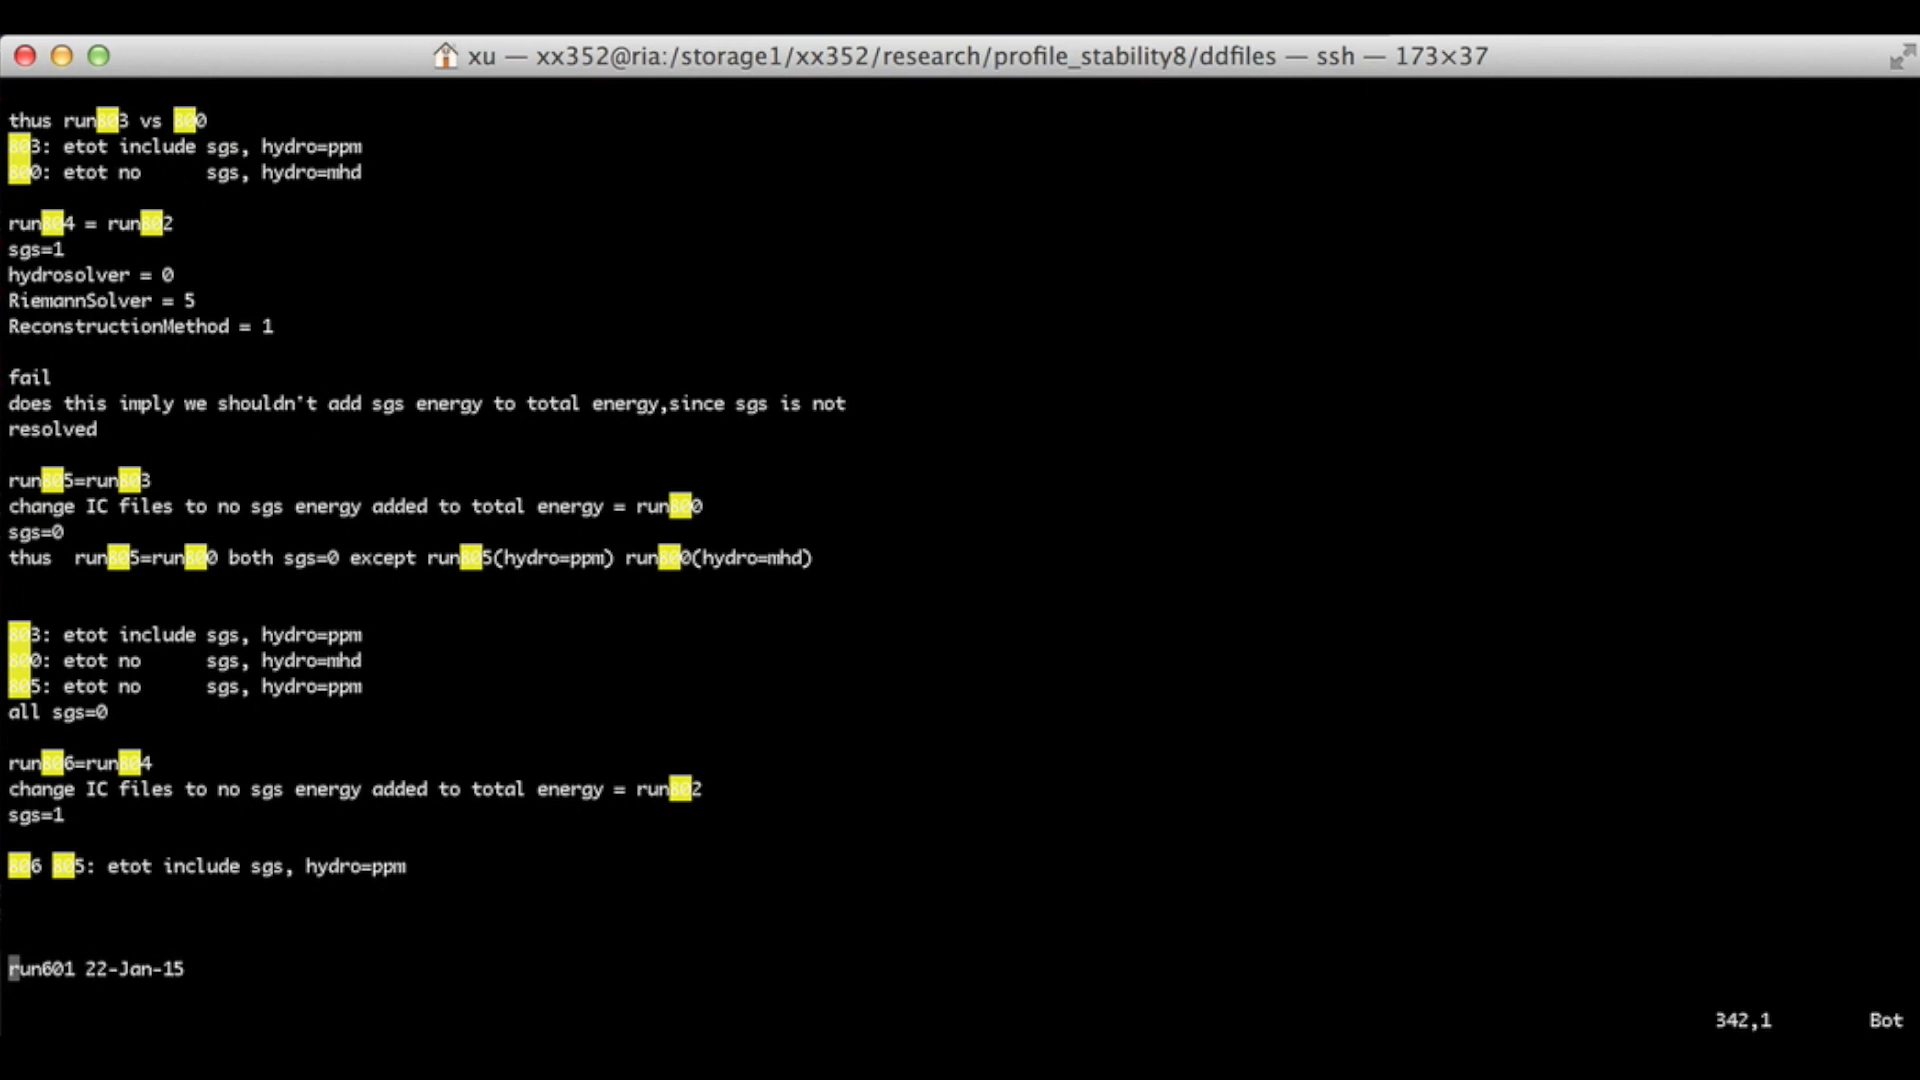 xu — xx352@ria:/storage1/xx352/research/profile_stability8/ddfiles — ssh — 173×37
thus run803 vs 800
803: etot include sgs, hydro=ppm
800: etot no      sgs, hydro=mhd
run804 = run802
sgs=1
hydrosolver = 0
RiemannSolver = 5
ReconstructionMethod = 1
fail
does this imply we shouldn't add sgs energy to total energy,since sgs is not
resolved
run805=run803
change IC files to no sgs energy added to total energy = run800
sgs=0
thus  run805=run800 both sgs=0 except run805(hydro=ppm) run800(hydro=mhd)
803: etot include sgs, hydro=ppm
800: etot no      sgs, hydro=mhd
805: etot no      sgs, hydro=ppm
all sgs=0
run806=run804
change IC files to no sgs energy added to total energy = run802
sgs=1
806 805: etot include sgs, hydro=ppm
run601 22-Jan-15
342,1 Bot